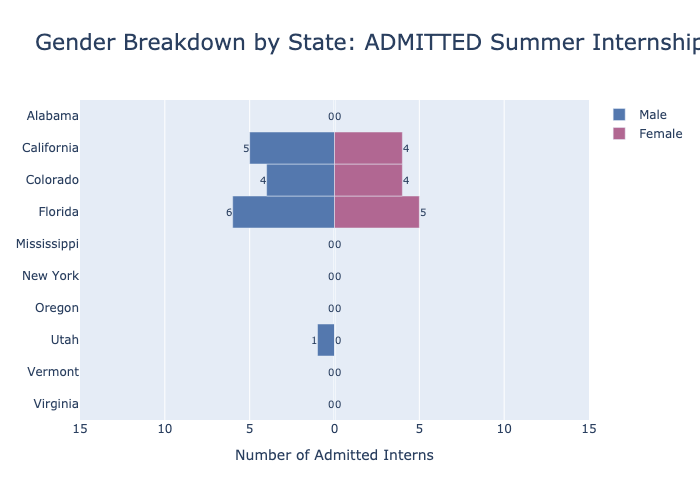 Gender Breakdown by State: ADMITTED Summer Internship
Male
Female
Alabama 0 0
California 5 4
Colorado 4 4
Florida 6 5
Mississippi 0 0
New York 0 0
Oregon 0 0
Utah 1 0
Vermont 0 0
Virginia 0 0
15 10 5 0 5 10 15
Number of Admitted Interns